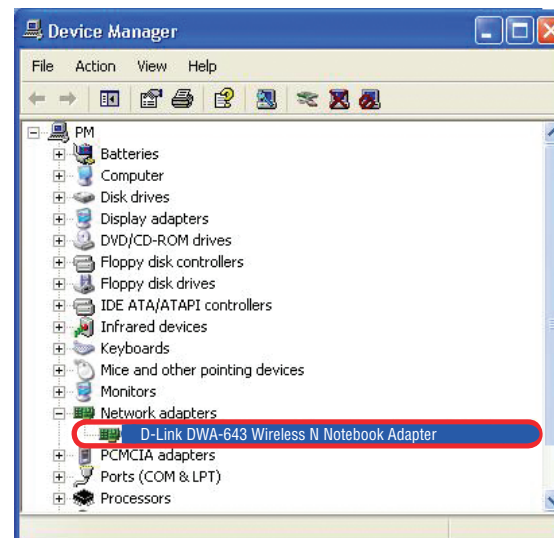 Device Manager
File Action View Help
PM
Batteries
Computer
Disk drives
Display adapters
DVD/CD-ROM drives
Floppy disk controllers
Floppy disk drives
IDE ATA/ATAPI controllers
Infrared devices
Keyboards
Mice and other pointing devices
Monitors
Network adapters
D-Link DWA-643 Wireless N Notebook Adapter
PCMCIA adapters
Ports (COM & LPT)
Processors